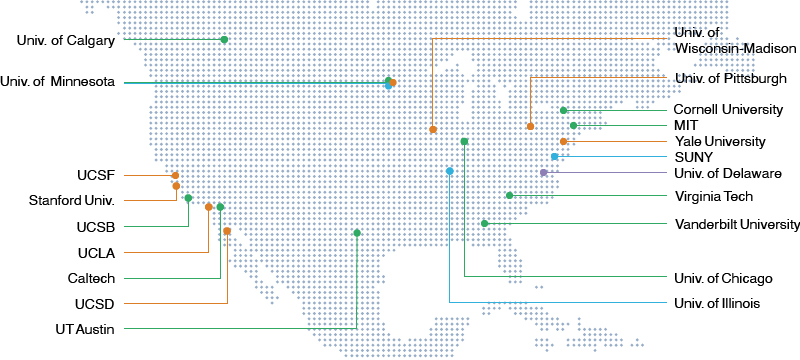 Univ. of Calgary
Univ. of Minnesota
UCSF
Stanford Univ.
UCSB
UCLA
Caltech
UCSD
UT Austin
Univ. of
Wisconsin-Madison
Univ. of Pittsburgh
Cornell University
MIT
Yale University
SUNY
Univ. of Delaware
Virginia Tech
Vanderbilt University
Univ. of Chicago
Univ. of Illinois